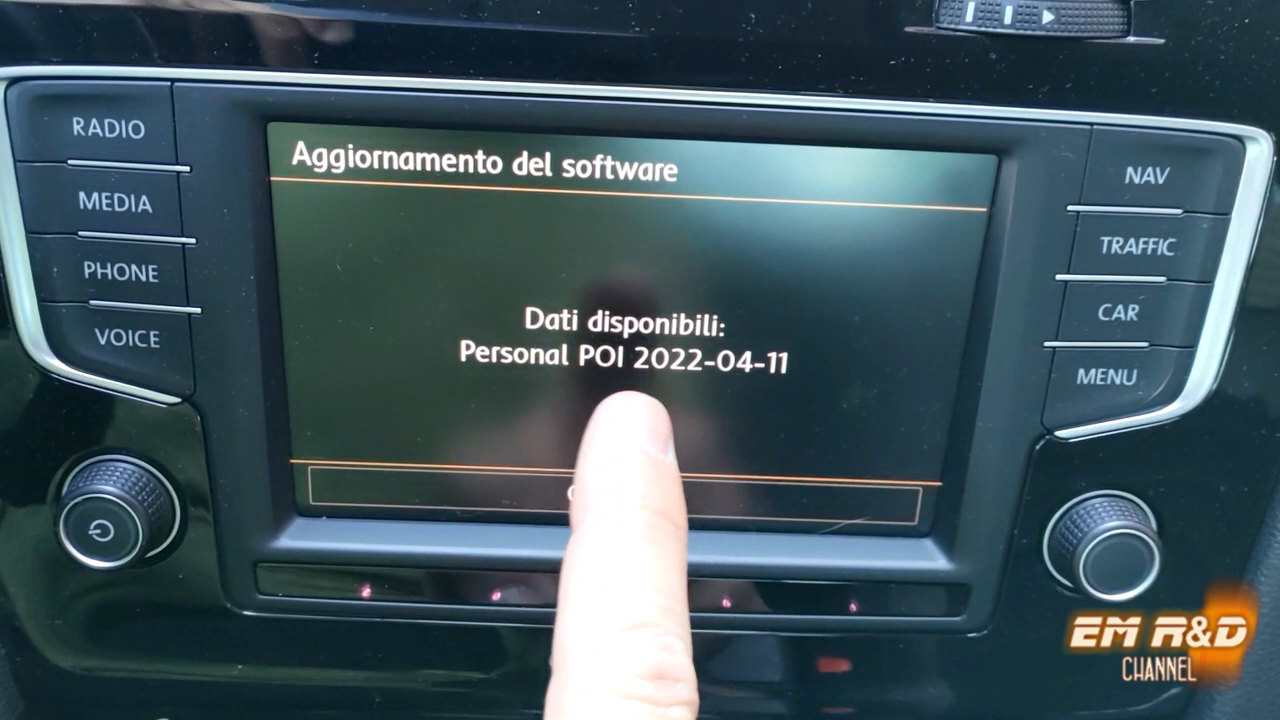 RADIO
MEDIA
PHONE
VOICE
Aggiornamento del software
Dati disponibili:
Personal POI 2022-04-11
NAV
TRAFFIC
CAR
MENU
EM R&D
CHANNEL